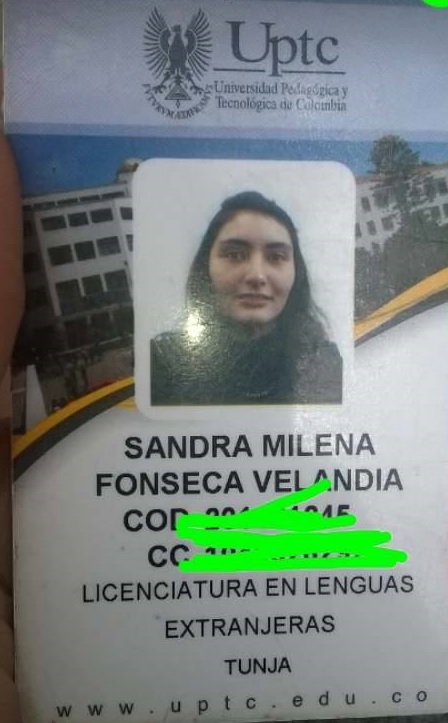 Uptc
Universidad Pedagógica y
Tecnológica de Colombia
SANDRA MILENA
FONSECA VELANDIA
COD
CC
LICENCIATURA EN LENGUAS
EXTRANJERAS
TUNJA
www.uptc.edu.co